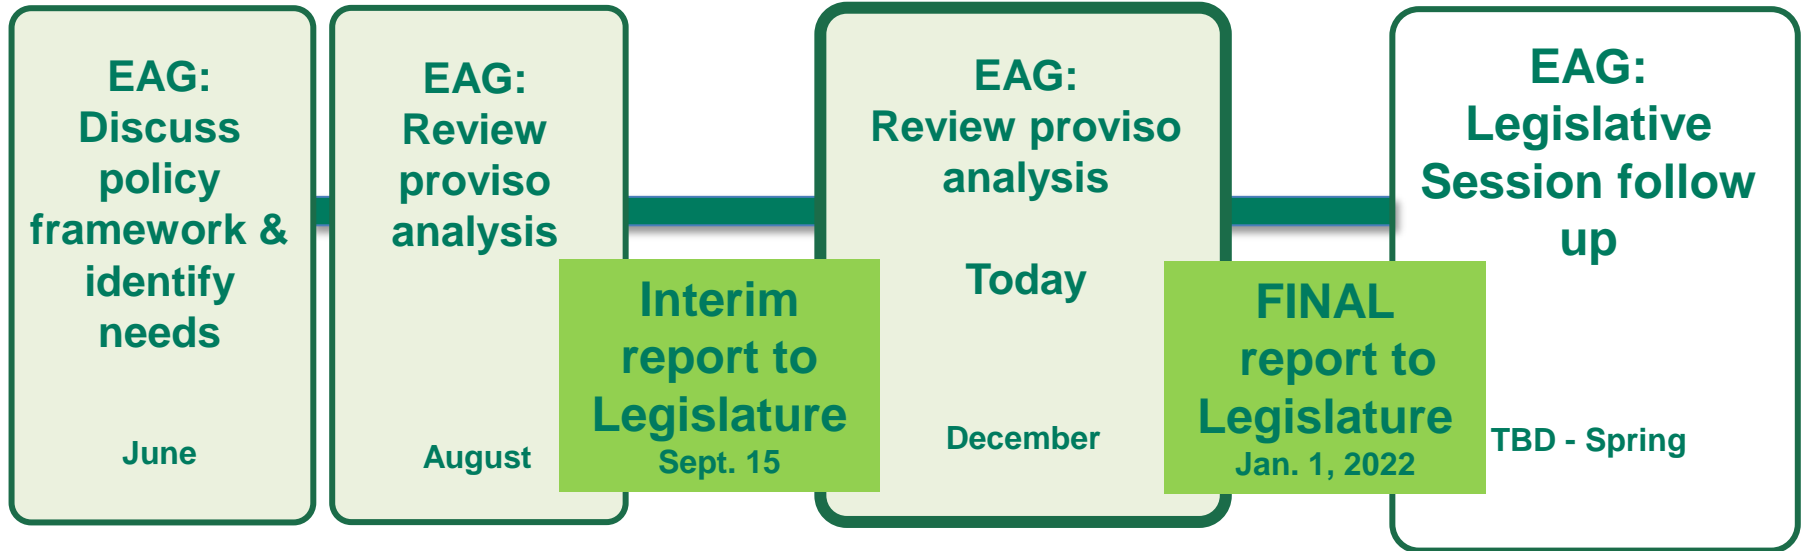 EAG:
Discuss
policy
framework &
identify
needs
June
EAG:
Review
proviso
analysis
August
Interim
report to
Legislature
Sept. 15
EAG:
Review proviso
analysis
Today
December
FINAL
report to
Legislature
Jan. 1, 2022
EAG:
Legislative
Session follow
up
TBD - Spring